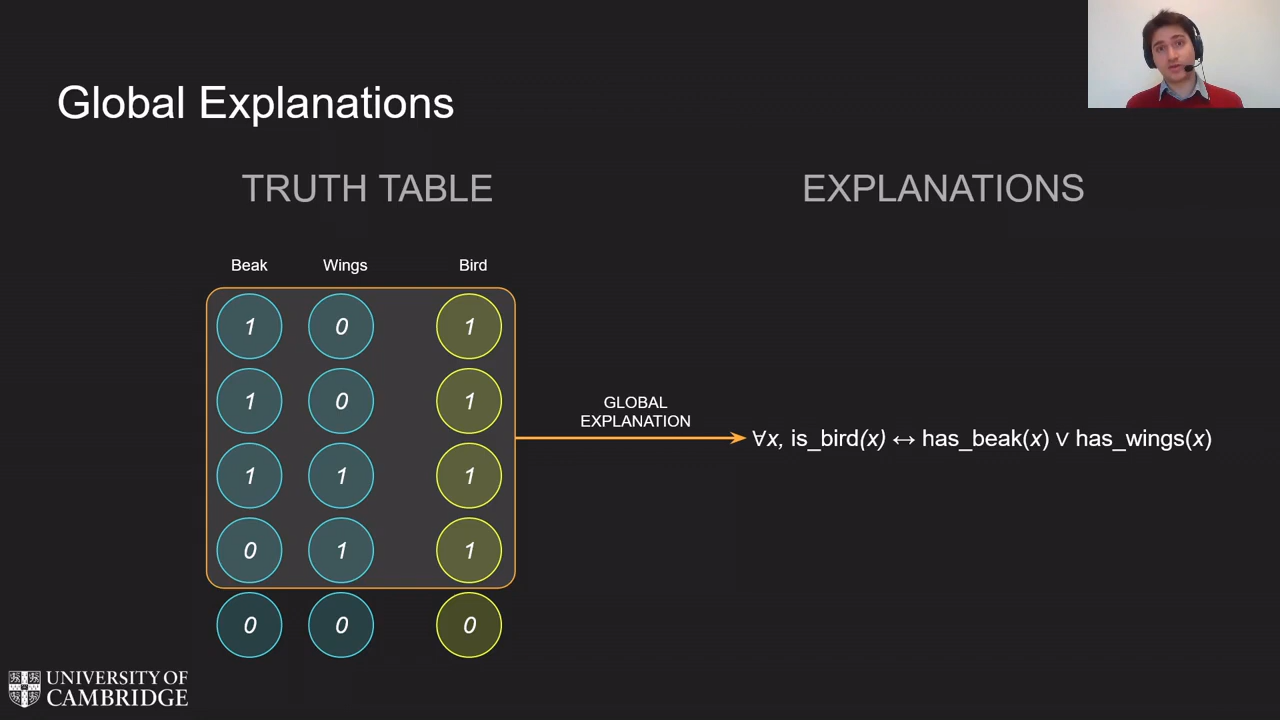 Global Explanations
TRUTH TABLE
EXPLANATIONS
Beak Wings Bird
1 0 1
1 0 1
1 1 1
0 1 1
0 0 0
GLOBAL
EXPLANATION
∀x, is_bird(x) ↔ has_beak(x) ∨ has_wings(x)
UNIVERSITY OF
CAMBRIDGE